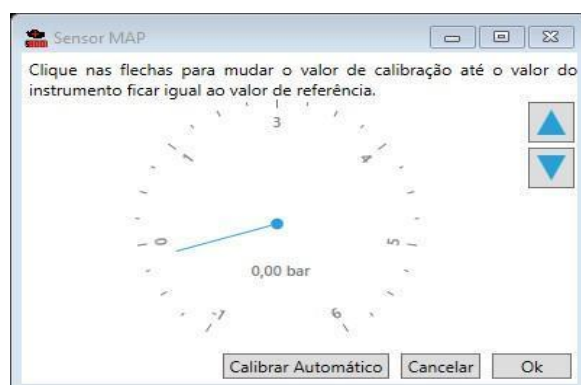 Sensor MAP
Clique nas flechas para mudar o valor de calibração até o valor do
instrumento ficar igual ao valor de referência.
3
1 4
0 5
0,00 bar
-1 6
Calibrar Automático Cancelar Ok